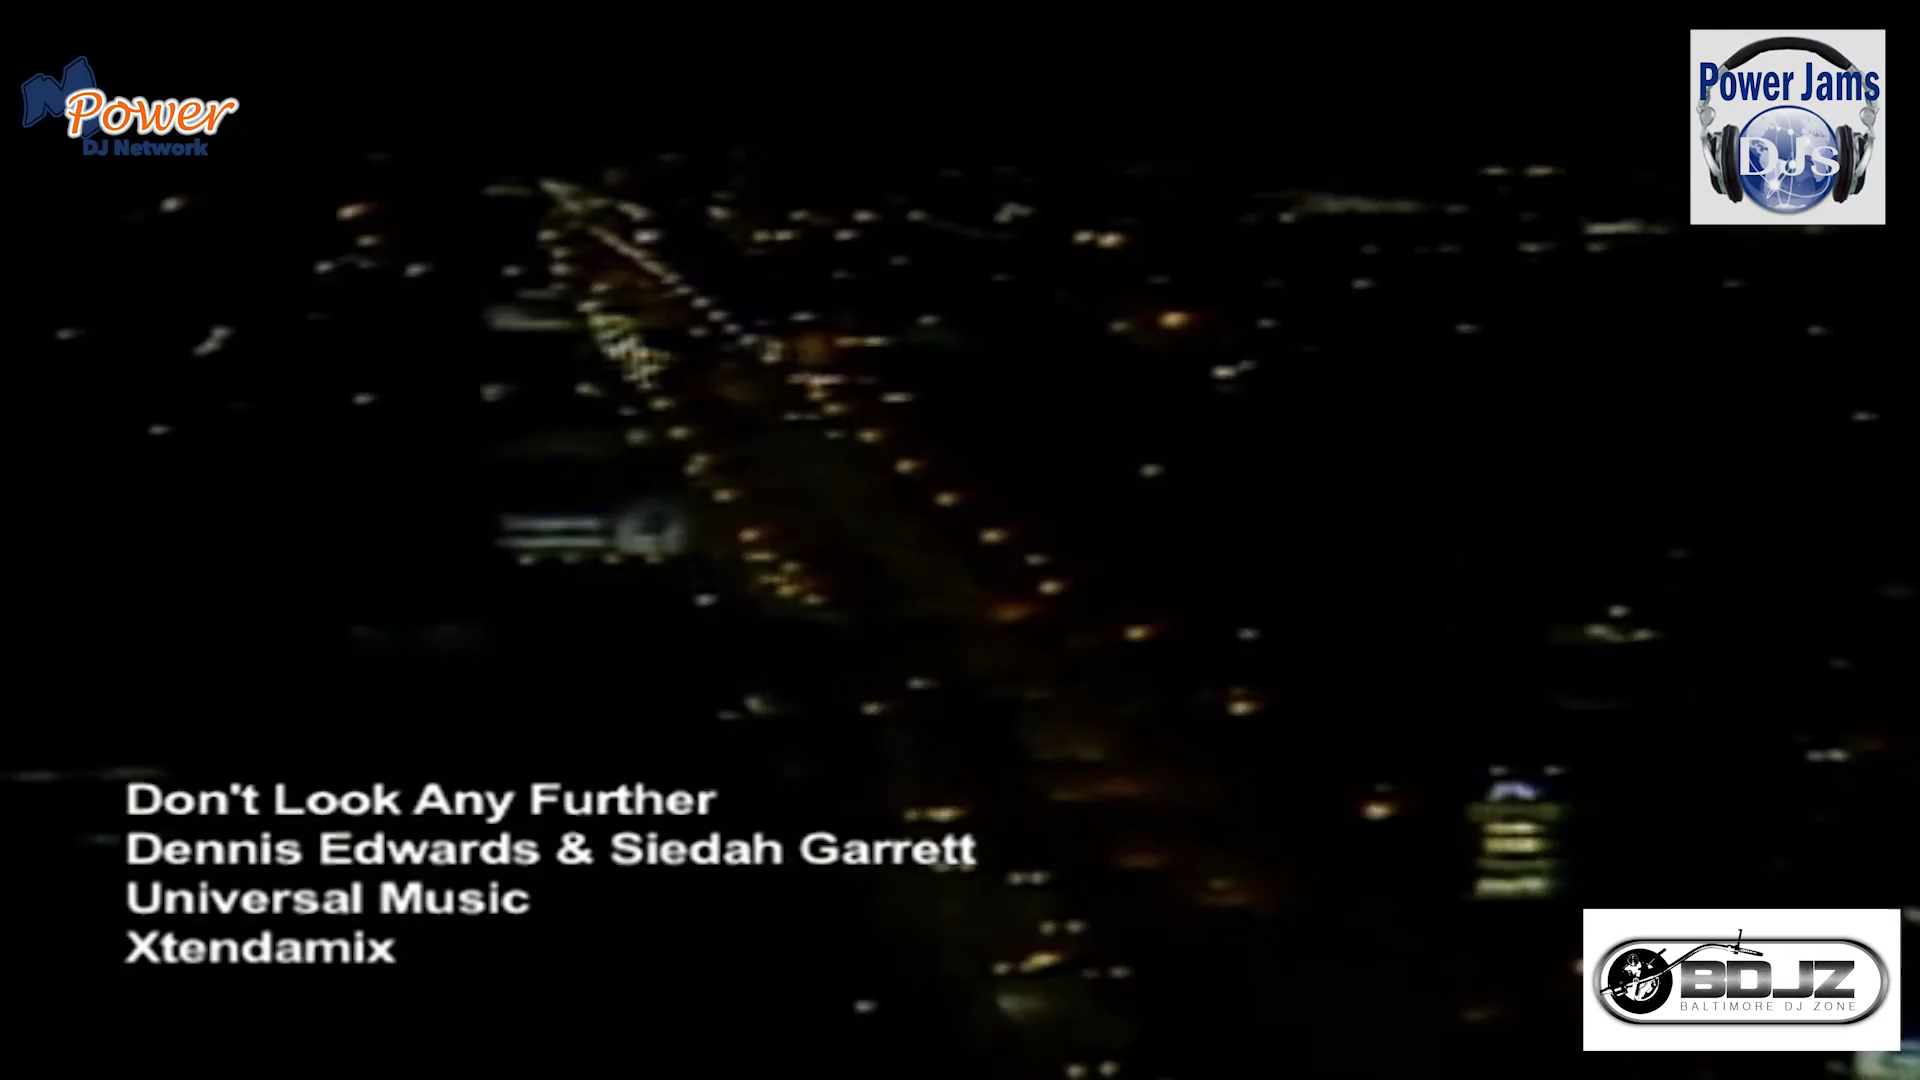 MPower
DJ Network
Power Jams
DJs
Don't Look Any Further
Dennis Edwards & Siedah Garrett
Universal Music
Xtendamix
BDJZ
BALTIMORE DJ ZONE